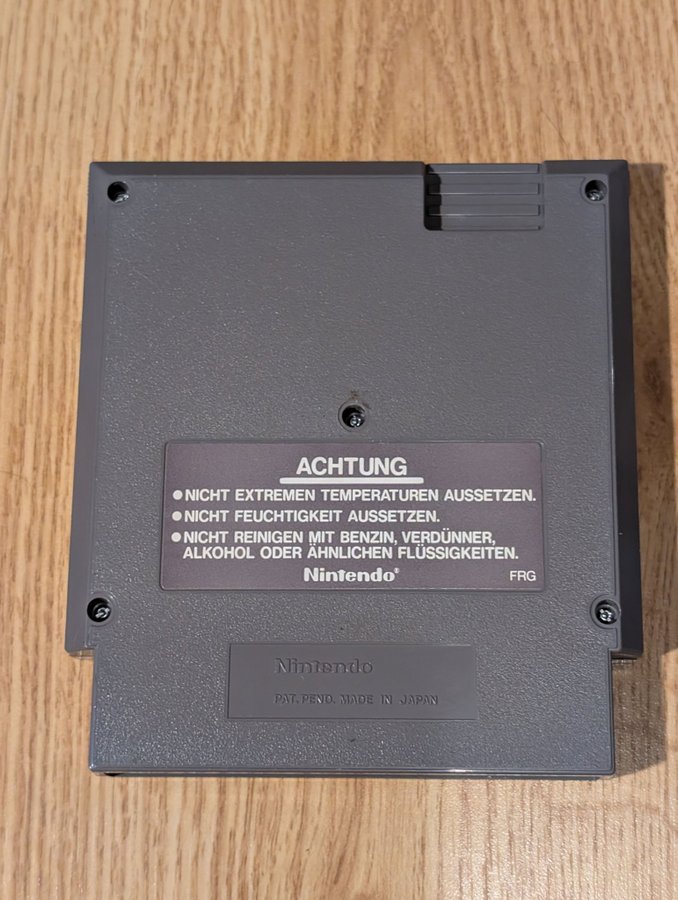 ACHTUNG
● NICHT EXTREMEN TEMPERATUREN AUSSETZEN.
● NICHT FEUCHTIGKEIT AUSSETZEN.
● NICHT REINIGEN MIT BENZIN, VERDÜNNER,
ALKOHOL ODER ÄHNLICHEN FLÜSSIGKEITEN.
Nintendo® FRG
Nintendo
PAT. PEND. MADE IN JAPAN